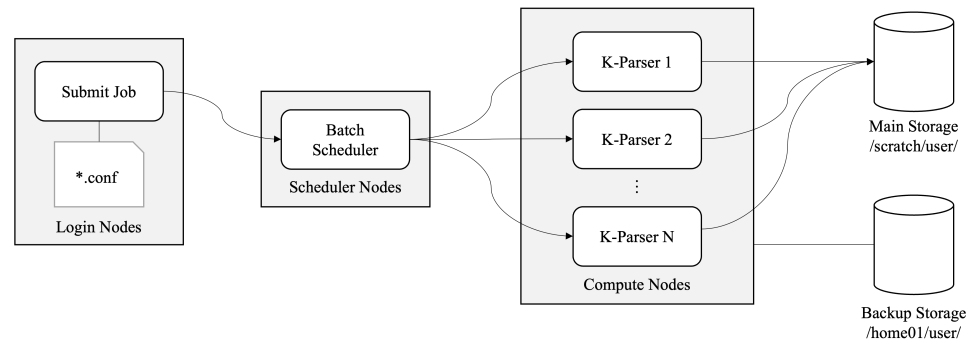 Submit Job
*.conf
Login Nodes
Batch
Scheduler
Scheduler Nodes
K-Parser 1
K-Parser 2
⋮
K-Parser N
Compute Nodes
Main Storage
/scratch/user/
Backup Storage
/home01/user/